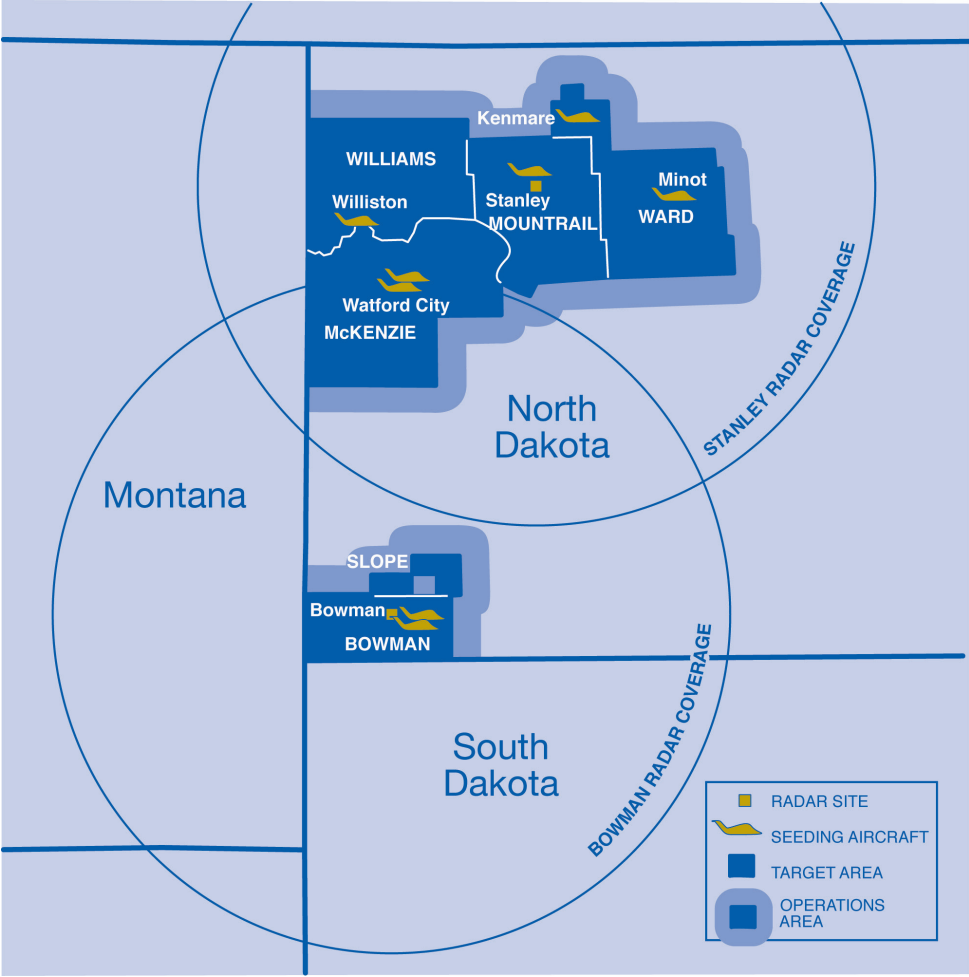 Kenmare
WILLIAMS
Minot
Williston
Stanley
WARD
MOUNTRAIL
Watford City
McKENZIE
STANLEY RADAR COVERAGE
North
Dakota
Montana
SLOPE
Bowman
BOWMAN
BOWMAN RADAR COVERAGE
South
Dakota
RADAR SITE
SEEDING AIRCRAFT
TARGET AREA
OPERATIONS
AREA